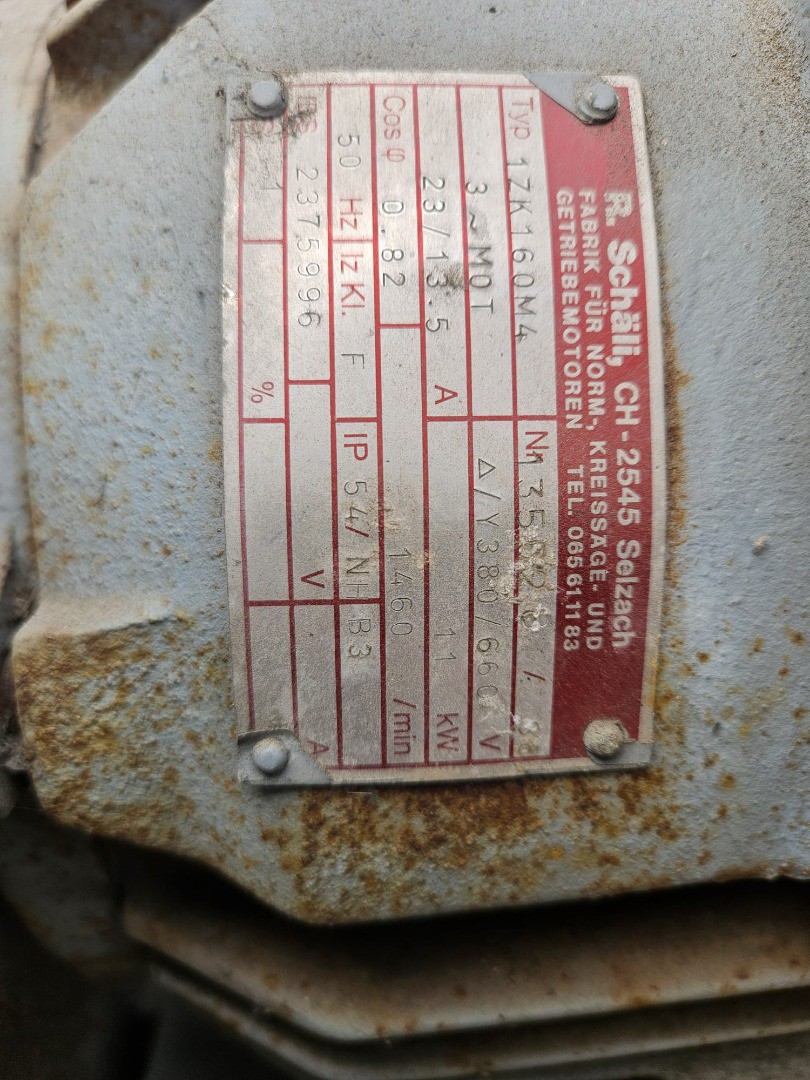 R. Schäli, CH-2545 Selzach
FABRIK FÜR NORM-, KREISSÄGE- UND
GETRIEBEMOTOREN TEL. 065 61 11 83
Typ 1ZK160M4 Nr.
3 ~ MOT Δ/Y 380/660 V
23/13.5 A 11 kW
Cos φ 0.82 1460 /min
50 Hz Iz Kl. F IP 54/ B3
2375996 V A
1 %